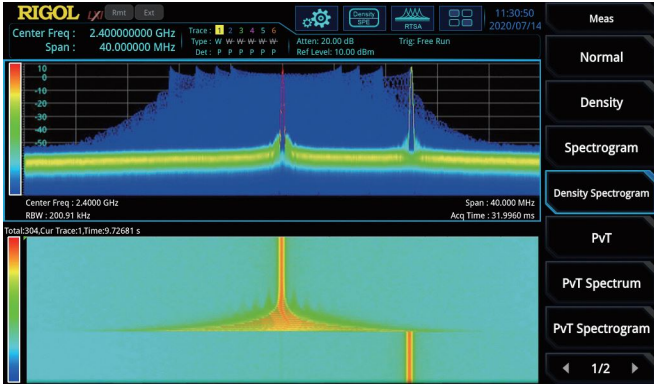 RIGOL LXI Rmt Ext
11:30:50
2020/07/14
Density
SPE
RTSA
Center Freq : 2.400000000 GHz
Span : 40.000000 MHz
Trace : 1 2 3 4 5 6
Type : W W W W W W
Det : P P P P P P
Atten: 20.00 dB
Ref Level: 10.00 dBm
Trig: Free Run
10
0
-10
-20
-30
-40
-50
Center Freq : 2.4000 GHz
Span : 40.000 MHz
RBW : 200.91 kHz
Acq Time : 31.9960 ms
Total:304,Cur Trace:1,Time:9.72681 s
Meas
Normal
Density
Spectrogram
Density Spectrogram
PvT
PvT Spectrum
PvT Spectrogram
1/2